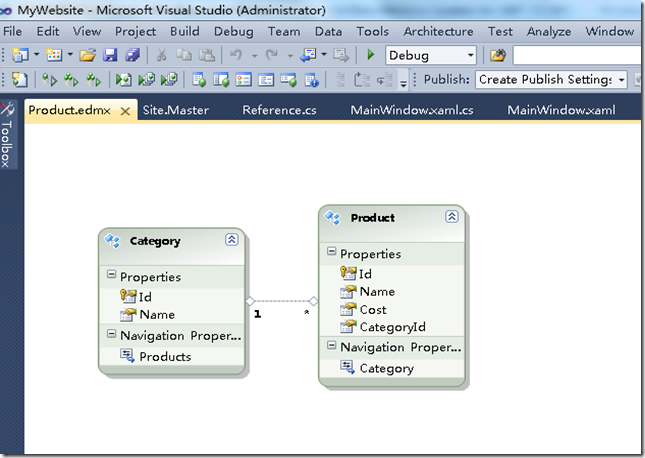 MyWebsite - Microsoft Visual Studio (Administrator)
File Edit View Project Build Debug Team Data Tools Architecture Test Analyze Window
Debug
Publish: Create Publish Settings
Product.edmx Site.Master Reference.cs MainWindow.xaml.cs MainWindow.xaml
Toolbox
Category
Properties
Id
Name
Navigation Proper...
Products
1 *
Product
Properties
Id
Name
Cost
CategoryId
Navigation Proper...
Category